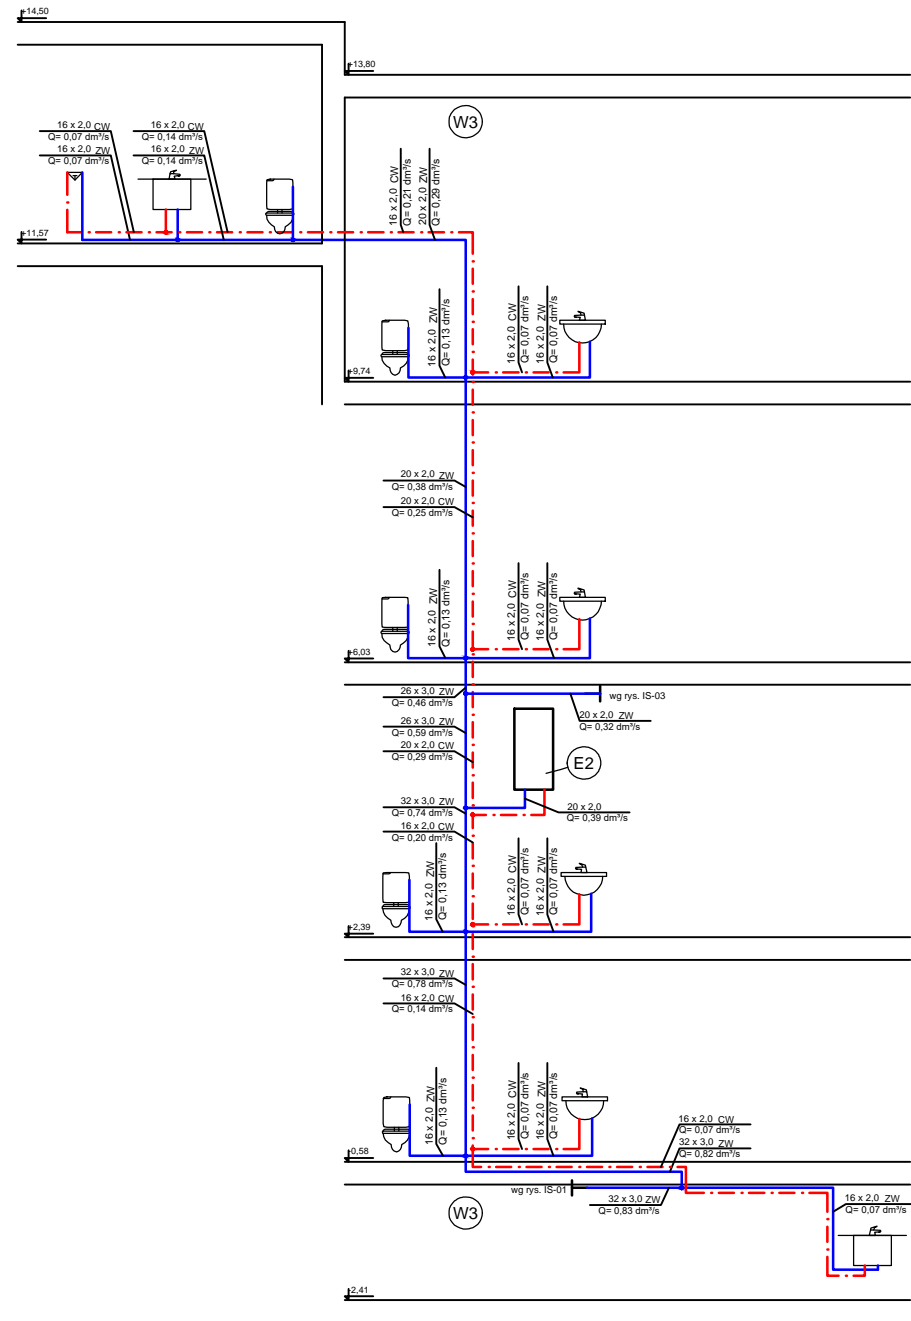 +14,50
+13,80
W3
16 x 2,0 CW
Q= 0,07 dm³/s
16 x 2,0 ZW
Q= 0,07 dm³/s
16 x 2,0 CW
Q= 0,14 dm³/s
16 x 2,0 ZW
Q= 0,14 dm³/s
16 x 2,0 CW
Q= 0,21 dm³/s
20 x 2,0 ZW
Q= 0,29 dm³/s
+11,57
16 x 2,0 ZW
Q= 0,13 dm³/s
16 x 2,0 CW
Q= 0,07 dm³/s
16 x 2,0 ZW
Q= 0,07 dm³/s
+9,74
20 x 2,0 ZW
Q= 0,38 dm³/s
20 x 2,0 CW
Q= 0,25 dm³/s
16 x 2,0 ZW
Q= 0,13 dm³/s
16 x 2,0 CW
Q= 0,07 dm³/s
16 x 2,0 ZW
Q= 0,07 dm³/s
+6,03
26 x 3,0 ZW
Q= 0,46 dm³/s
wg rys. IS-03
20 x 2,0 ZW
Q= 0,32 dm³/s
26 x 3,0 ZW
Q= 0,59 dm³/s
20 x 2,0 CW
Q= 0,29 dm³/s
E2
32 x 3,0 ZW
Q= 0,74 dm³/s
20 x 2,0
Q= 0,39 dm³/s
16 x 2,0 CW
Q= 0,20 dm³/s
16 x 2,0 ZW
Q= 0,13 dm³/s
16 x 2,0 CW
Q= 0,07 dm³/s
16 x 2,0 ZW
Q= 0,07 dm³/s
+2,39
32 x 3,0 ZW
Q= 0,78 dm³/s
16 x 2,0 CW
Q= 0,14 dm³/s
16 x 2,0 ZW
Q= 0,13 dm³/s
16 x 2,0 CW
Q= 0,07 dm³/s
16 x 2,0 ZW
Q= 0,07 dm³/s
16 x 2,0 CW
Q= 0,07 dm³/s
32 x 3,0 ZW
Q= 0,82 dm³/s
-0,58
wg rys. IS-01
32 x 3,0 ZW
Q= 0,83 dm³/s
16 x 2,0 ZW
Q= 0,07 dm³/s
W3
-2,41